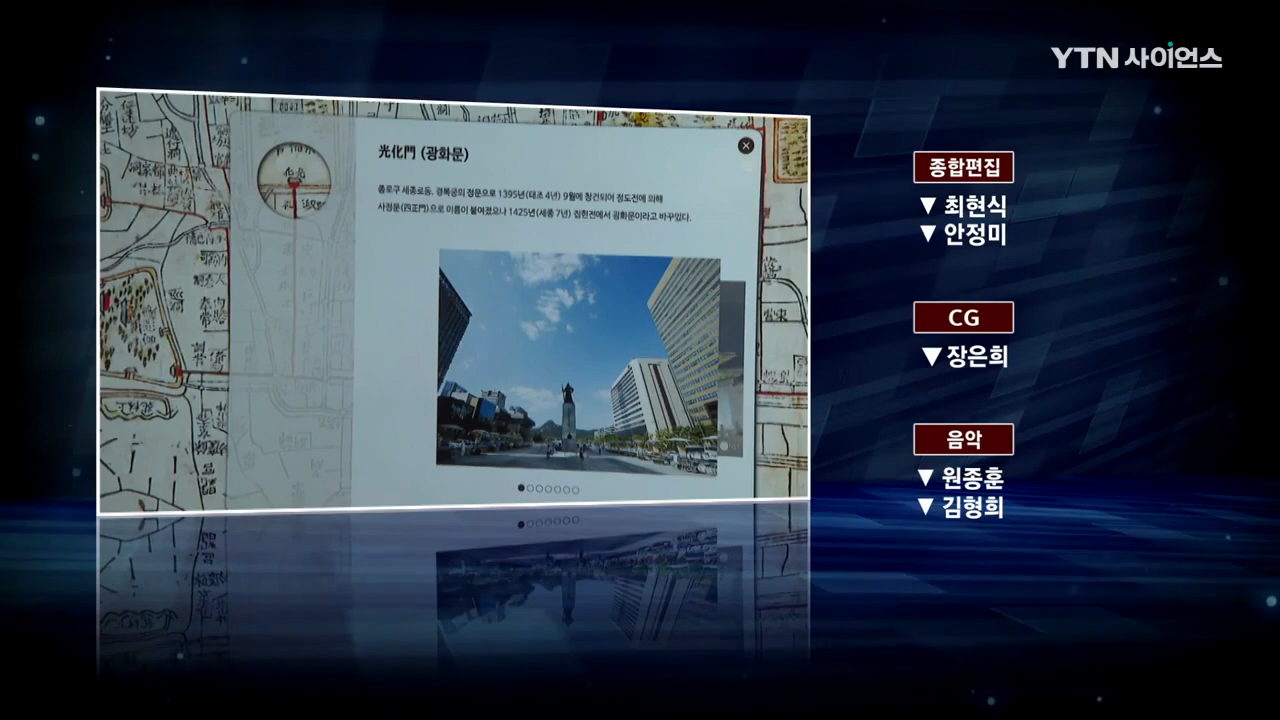 YTN 사이언스
光化門 (광화문)
종로구 세종로동. 경복궁의 정문으로 1395년(태조 4년) 9월에 창건되어 정도전에 의해
사정문(四正門)으로 이름이 붙여졌으나 1425년(세종 7년) 집현전에서 광화문이라고 바꾸었다.
종합편집
▼ 최현식
▼ 안정미
CG
▼ 장은희
음악
▼ 원종훈
▼ 김형희